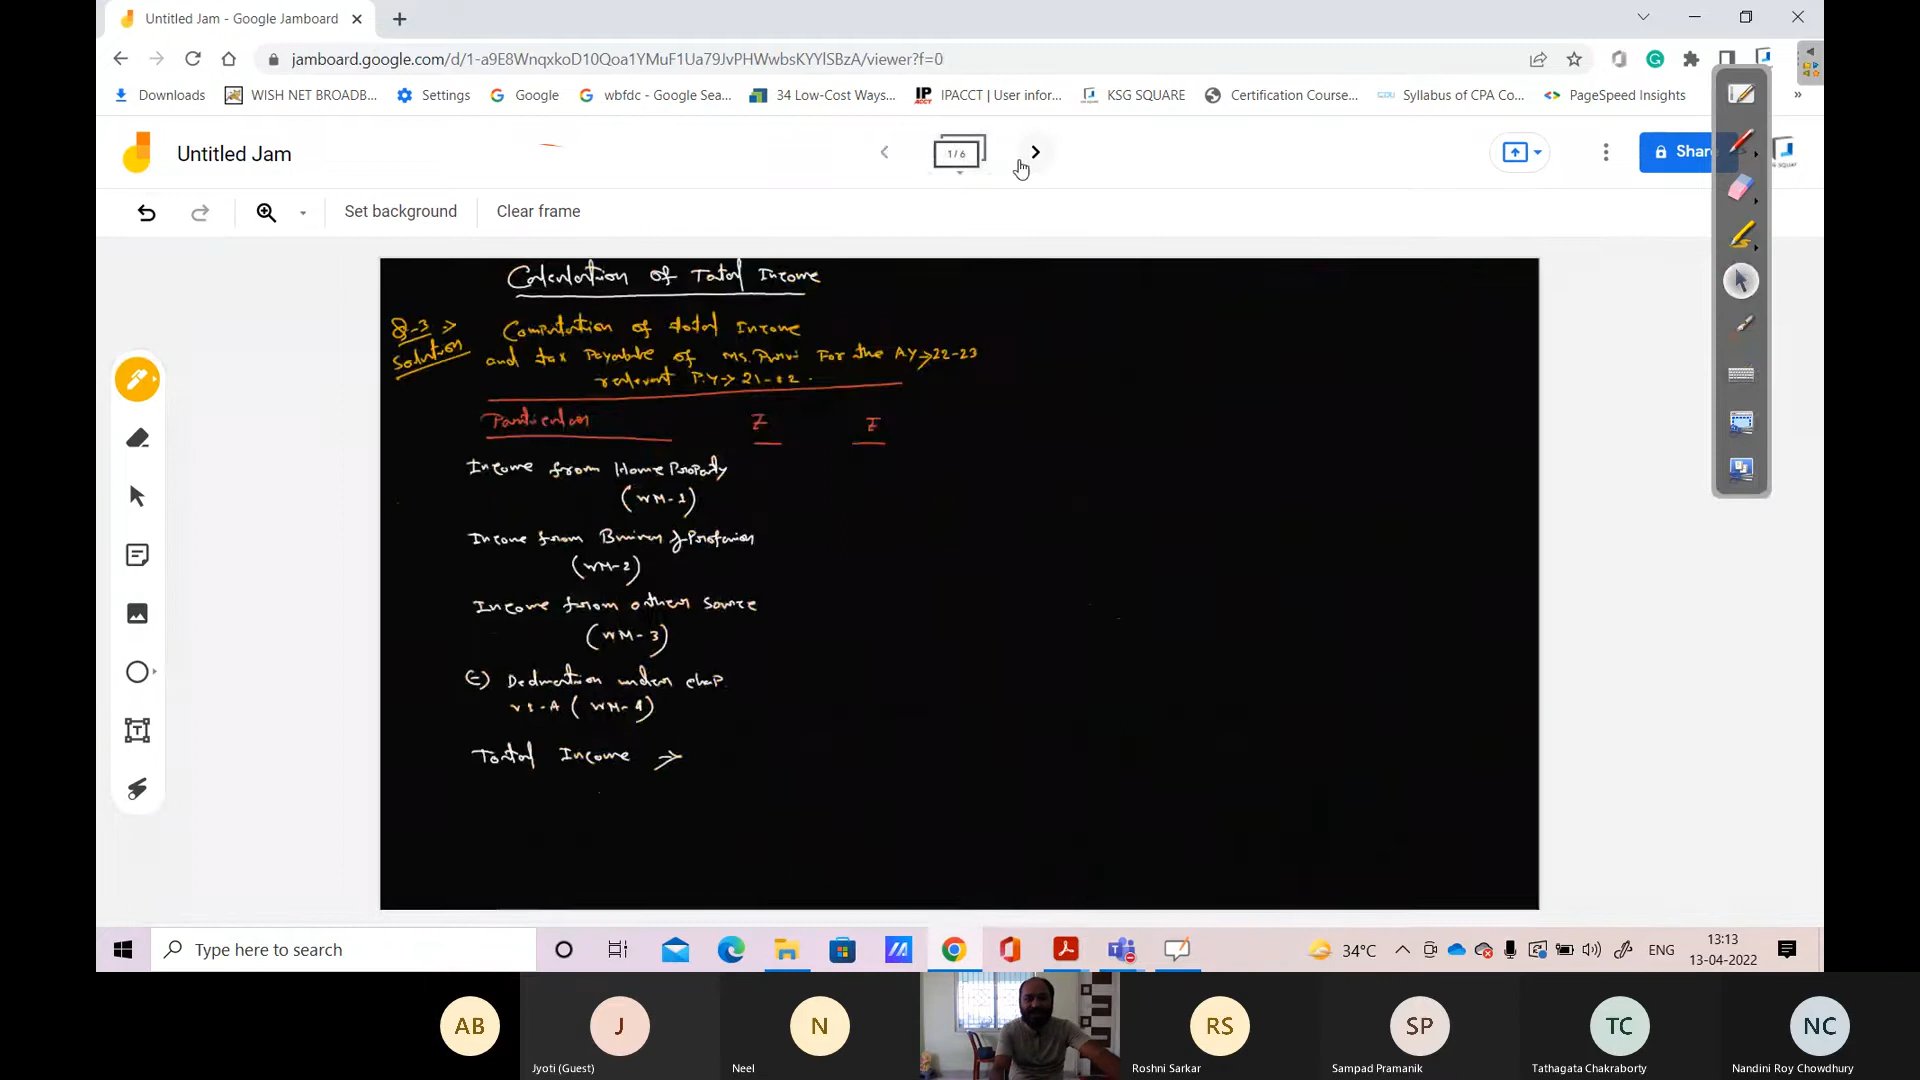 Untitled Jam - Google Jamboard
jamboard.google.com/d/1-a9E8WnqxkoD10Qoa1YMuF1Ua79JvPHWwbsKYYlSBzA/viewer?f=0
Downloads WISH NET BROADB... Settings Google wbfdc - Google Sea... 34 Low-Cost Ways... IPACCT | User infor... KSG SQUARE Certification Course... Syllabus of CPA Co... PageSpeed Insights »
Untitled Jam
1 / 6
Share
Set background Clear frame
Calculation of Total Income
Q-3 Computation of total Income
Solution and tax Payable of Ms. Purvi For the A.Y 22-23
relevant P.Y 21-22
Particulars ₹ ₹
Income from House Property
(WM-1)
Income from Business & Profession
(WM-2)
Income from other Source
(WM-3)
(-) Deduction under chap
VI-A (WM-4)
Total Income
Type here to search
34°C
ENG
13:13
13-04-2022
AB J N RS SP TC NC
Jyoti (Guest) Neel Roshni Sarkar Sampad Pramanik Tathagata Chakraborty Nandini Roy Chowdhury